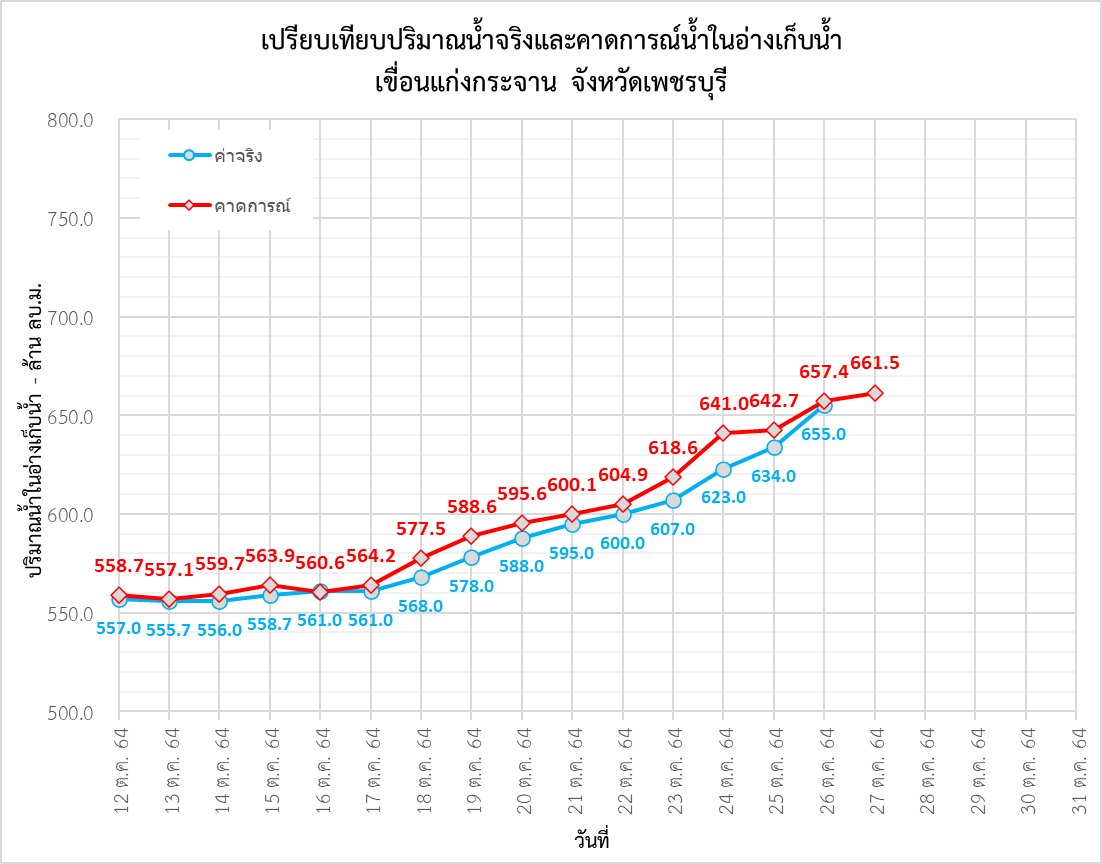 เปรียบเทียบปริมาณน้ำจริงและคาดการณ์น้ำในอ่างเก็บน้ำ
เขื่อนแก่งกระจาน  จังหวัดเพชรบุรี
ค่าจริง
คาดการณ์
ปริมาณน้ำในอ่างเก็บน้ำ - ล้าน ลบ.ม.
800.0
750.0
700.0
650.0
600.0
550.0
500.0
558.7
557.1
559.7
563.9
560.6
564.2
577.5
588.6
595.6
600.1
604.9
618.6
641.0
642.7
657.4
661.5
557.0
555.7
556.0
558.7
561.0
561.0
568.0
578.0
588.0
595.0
600.0
607.0
623.0
634.0
655.0
12 ต.ค. 64
13 ต.ค. 64
14 ต.ค. 64
15 ต.ค. 64
16 ต.ค. 64
17 ต.ค. 64
18 ต.ค. 64
19 ต.ค. 64
20 ต.ค. 64
21 ต.ค. 64
22 ต.ค. 64
23 ต.ค. 64
24 ต.ค. 64
25 ต.ค. 64
26 ต.ค. 64
27 ต.ค. 64
28 ต.ค. 64
29 ต.ค. 64
30 ต.ค. 64
31 ต.ค. 64
วันที่